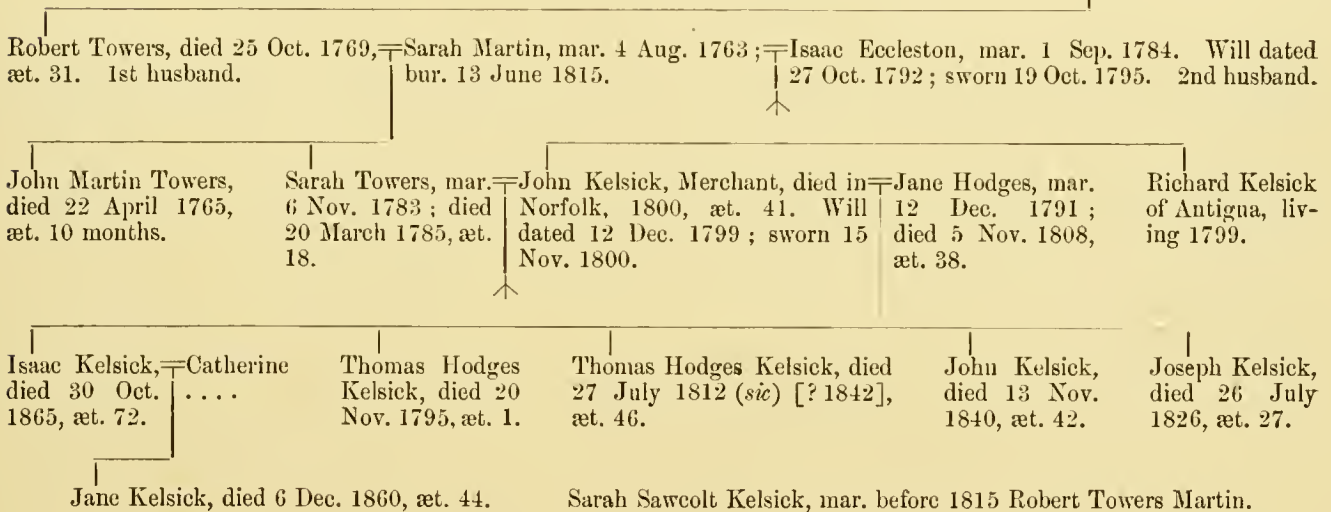 Robert Towers, died 25 Oct. 1769,
æt. 31. 1st husband.
Sarah Martin, mar. 4 Aug. 1763;
bur. 13 June 1815.
Isaac Eccleston, mar. 1 Sep. 1784. Will dated
27 Oct. 1792; sworn 19 Oct. 1795. 2nd husband.
John Martin Towers,
died 22 April 1765,
æt. 10 months.
Sarah Towers, mar.
6 Nov. 1783; died
20 March 1785, æt.
18.
John Kelsick, Merchant, died in
Norfolk, 1800, æt. 41. Will
dated 12 Dec. 1799; sworn 15
Nov. 1800.
Jane Hodges, mar.
12 Dec. 1791;
died 5 Nov. 1808,
æt. 38.
Richard Kelsick
of Antigua, liv-
ing 1799.
Isaac Kelsick,
died 30 Oct.
1865, æt. 72.
Catherine
....
Thomas Hodges
Kelsick, died 20
Nov. 1795, æt. 1.
Thomas Hodges Kelsick, died
27 July 1812 (sic) [? 1842],
æt. 46.
John Kelsick,
died 13 Nov.
1840, æt. 42.
Joseph Kelsick,
died 26 July
1826, æt. 27.
Jane Kelsick, died 6 Dec. 1860, æt. 44.
Sarah Sawcolt Kelsick, mar. before 1815 Robert Towers Martin.